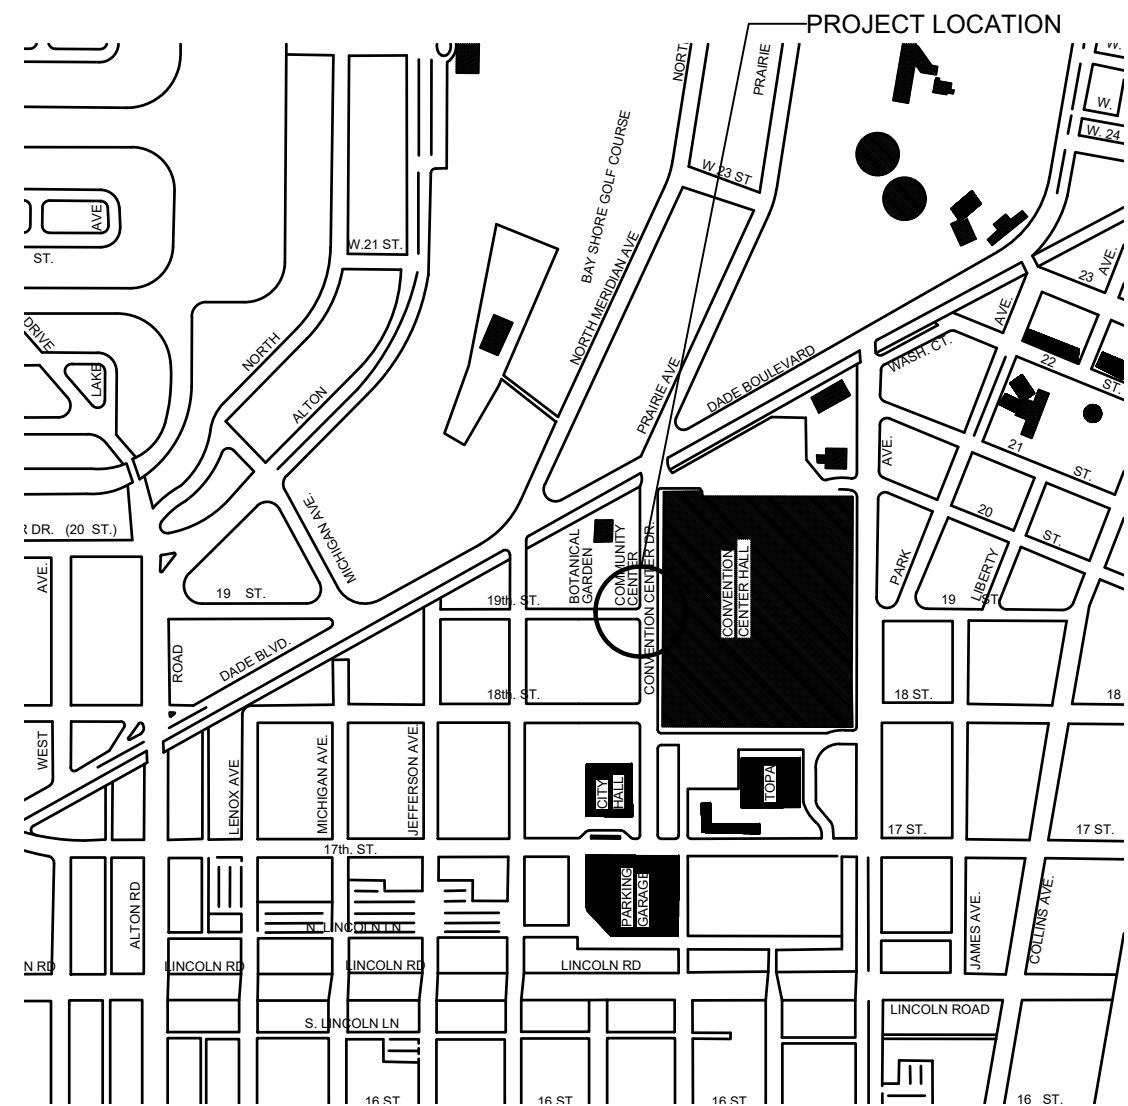 PROJECT LOCATION
W.
NORT
PRAIRIE
W.
W. 24
W 23 ST
BAY SHORE GOLF COURSE
AVE
ST.
W.21 ST.
NORTH MERIDIAN AVE
AVE.
23
DRIVE
LAKE
NORTH
ALTON
PRAIRIE AVE
DADE BOULEVARD
AVE.
WASH. CT.
22
ST.
AVE.
21
ST.
R DR. (20 ST.)
MICHIGAN AVE.
BOTANICAL
GARDEN
COMMUNITY
CENTER
CONVENTION CENTER DR.
CONVENTION
CENTER HALL
20
ST.
PARK
LIBERTY
AVE.
19 ST.
19th. ST.
19 ST
ROAD
DADE BLVD.
18th. ST.
18 ST.
18
WEST
LENOX AVE
MICHIGAN AVE.
JEFFERSON AVE.
CITY
HALL
TOPA
17 ST.
17 ST.
17th. ST.
ALTON RD
PARKING
GARAGE
JAMES AVE.
COLLINS AVE.
N. LINCOLN LN
N RD
LINCOLN RD
LINCOLN RD
LINCOLN RD
LINCOLN ROAD
S. LINCOLN LN
16 ST
16 ST
16 ST
16 ST.